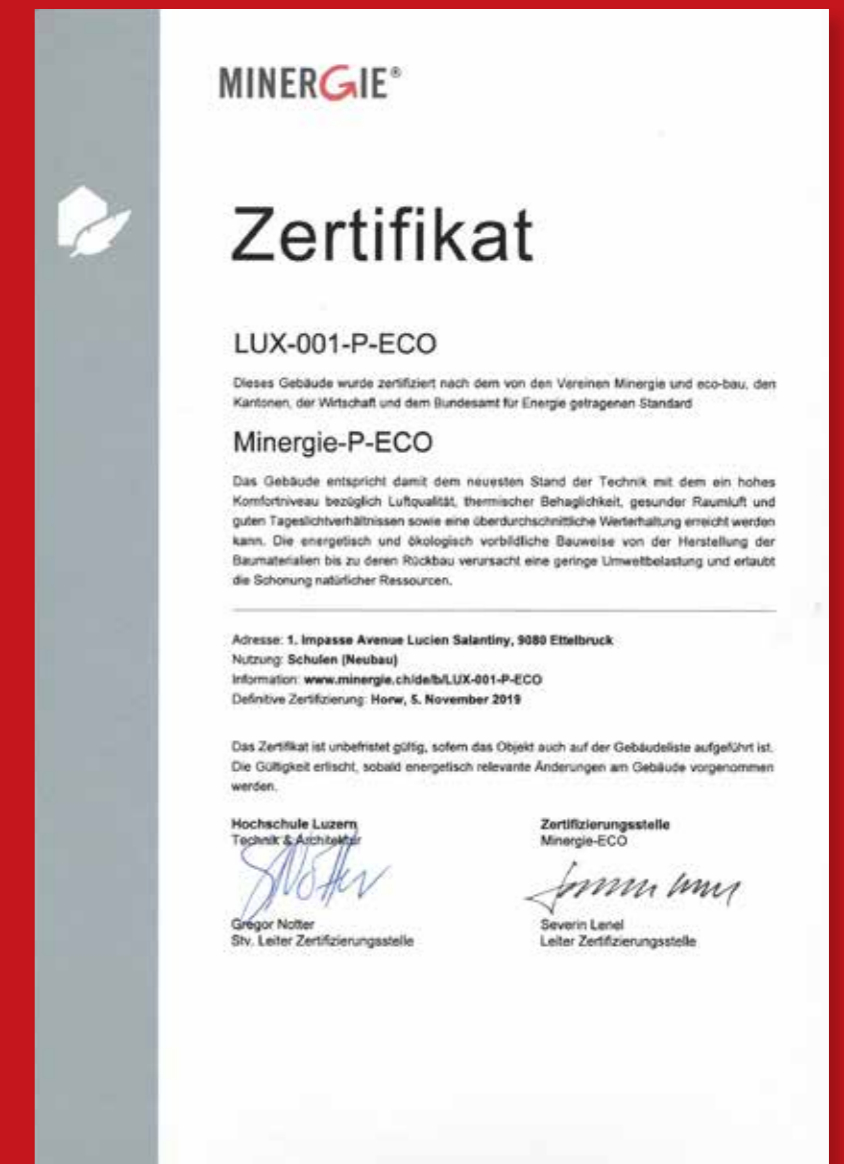 MINERGIE®
Zertifikat
LUX-001-P-ECO
Dieses Gebäude wurde zertifiziert nach dem von den Vereinen Minergie und eco-bau, den
Kantonen, der Wirtschaft und dem Bundesamt für Energie getragenen Standard
Minergie-P-ECO
Das Gebäude entspricht damit dem neuesten Stand der Technik mit dem ein hohes
Komfortniveau bezüglich Luftqualität, thermischer Behaglichkeit, gesunder Raumluft und
guten Tageslichtverhältnissen sowie eine überdurchschnittliche Werterhaltung erreicht werden
kann. Die energetisch und ökologisch vorbildliche Bauweise von der Herstellung der
Baumaterialien bis zu deren Rückbau verursacht eine geringe Umweltbelastung und erlaubt
die Schonung natürlicher Ressourcen.
Adresse: 1. Impasse Avenue Lucien Salantiny, 9080 Ettelbruck
Nutzung: Schulen (Neubau)
Information: www.minergie.ch/de/b/LUX-001-P-ECO
Definitive Zertifizierung: Horw, 5. November 2019
Das Zertifikat ist unbefristet gültig, sofern das Objekt auch auf der Gebäudeliste aufgeführt ist.
Die Gültigkeit erlischt, sobald energetisch relevante Änderungen am Gebäude vorgenommen
werden.
Hochschule Luzern
Technik & Architektur
Gregor Notter
Stv. Leiter Zertifizierungsstelle
Zertifizierungsstelle
Minergie-ECO
Severin Lenel
Leiter Zertifizierungsstelle